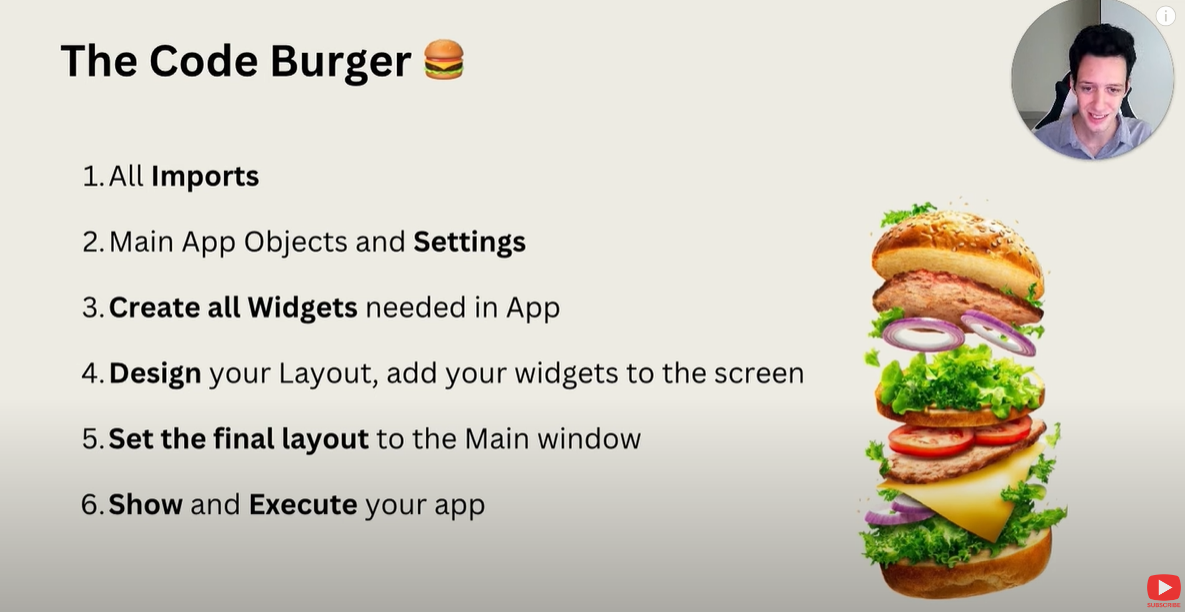 The Code Burger 🍔
1. All Imports
2. Main App Objects and Settings
3. Create all Widgets needed in App
4. Design your Layout, add your widgets to the screen
5. Set the final layout to the Main window
6. Show and Execute your app
i
SUBSCRIBE